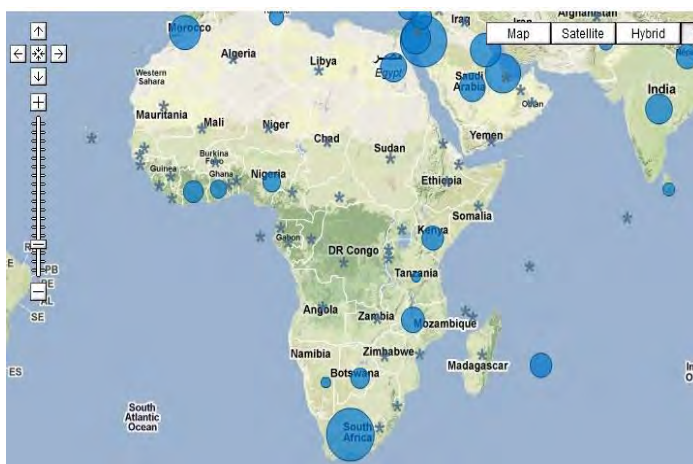 Morocco
Iraq
Iran
Afghanistan
Map
Satellite
Hybrid
Algeria
Libya
مصر
Egypt
Western
Sahara
Saudi
Arabia
Oman
India
Mauritania
Mali
Niger
Chad
Sudan
Yemen
Burkina
Faso
Guinea
Ghana
Nigeria
Ethiopia
Somalia
Gabon
Kenya
DR Congo
Tanzania
PB
PE
AL
SE
E
Angola
Zambia
Mozambique
Namibia
Zimbabwe
Madagascar
Botswana
ES
South
Atlantic
Ocean
South
Africa